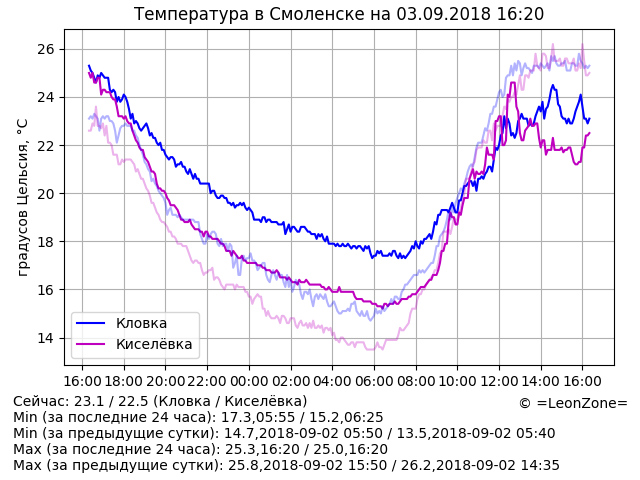 Температура в Смоленске на 03.09.2018 16:20
26
24
22
20
18
16
14
градусов Цельсия, °C
Кловка
Киселёвка
16:00 18:00 20:00 22:00 00:00 02:00 04:00 06:00 08:00 10:00 12:00 14:00 16:00
Сейчас: 23.1 / 22.5 (Кловка / Киселёвка)
© =LeonZone=
Min (за последние 24 часа): 17.3,05:55 / 15.2,06:25
Min (за предыдущие сутки): 14.7,2018-09-02 05:50 / 13.5,2018-09-02 05:40
Max (за последние 24 часа): 25.3,16:20 / 25.0,16:20
Max (за предыдущие сутки): 25.8,2018-09-02 15:50 / 26.2,2018-09-02 14:35